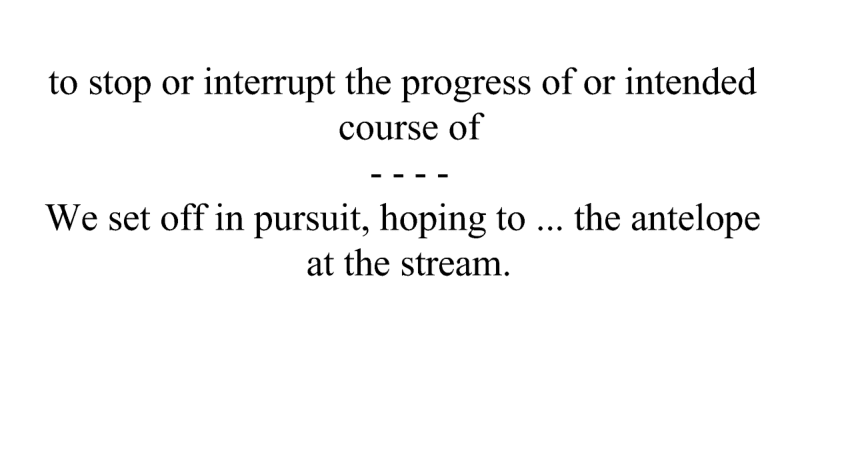 to stop or interrupt the progress of or intended
course of
- - - -
We set off in pursuit, hoping to ... the antelope
at the stream.